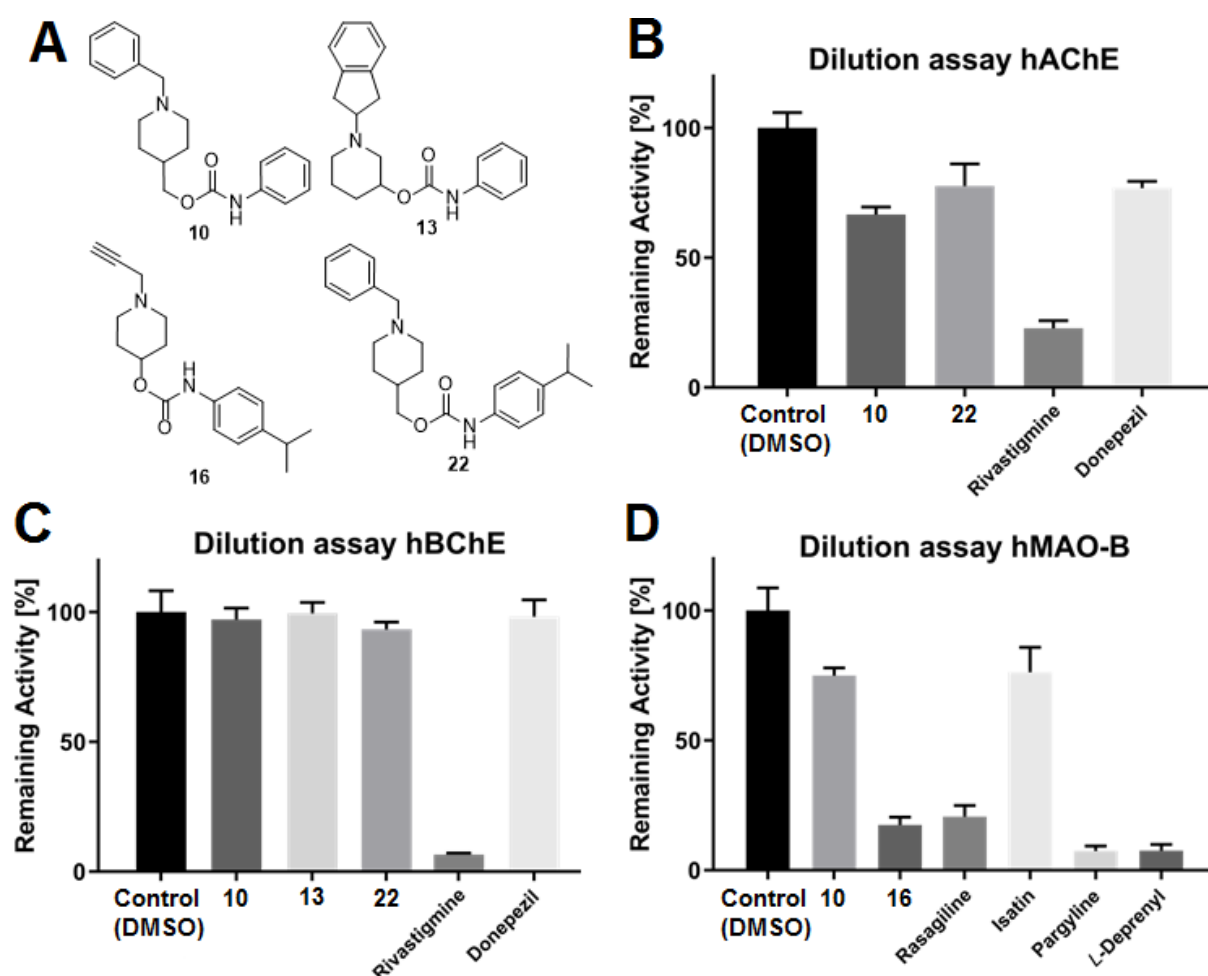 A
N
O
O
N
H
10
N
O
O
N
H
13
N
O
O
H
N
16
N
O
O
N
H
22
B
Dilution assay hAChE
Remaining Activity [%]
100
50
0
Control
(DMSO)
10
22
Rivastigmine
Donepezil
C
Dilution assay hBChE
Remaining Activity [%]
100
50
0
Control
(DMSO)
10
13
22
Rivastigmine
Donepezil
D
Dilution assay hMAO-B
Remaining Activity [%]
100
50
0
Control
(DMSO)
10
16
Rasagiline
Isatin
Pargyline
L-Deprenyl